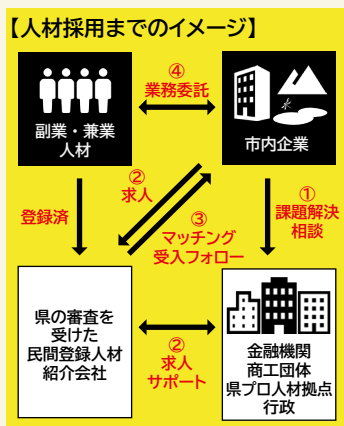 【人材採用までのイメージ】
④
業務委託
副業・兼業
人材
市内企業
②
求人
登録済
③
マッチング
受入フォロー
①
課題解決
相談
県の審査を
受けた
民間登録人材
紹介会社
②
求人
サポート
金融機関
商工団体
県プロ人材拠点
行政